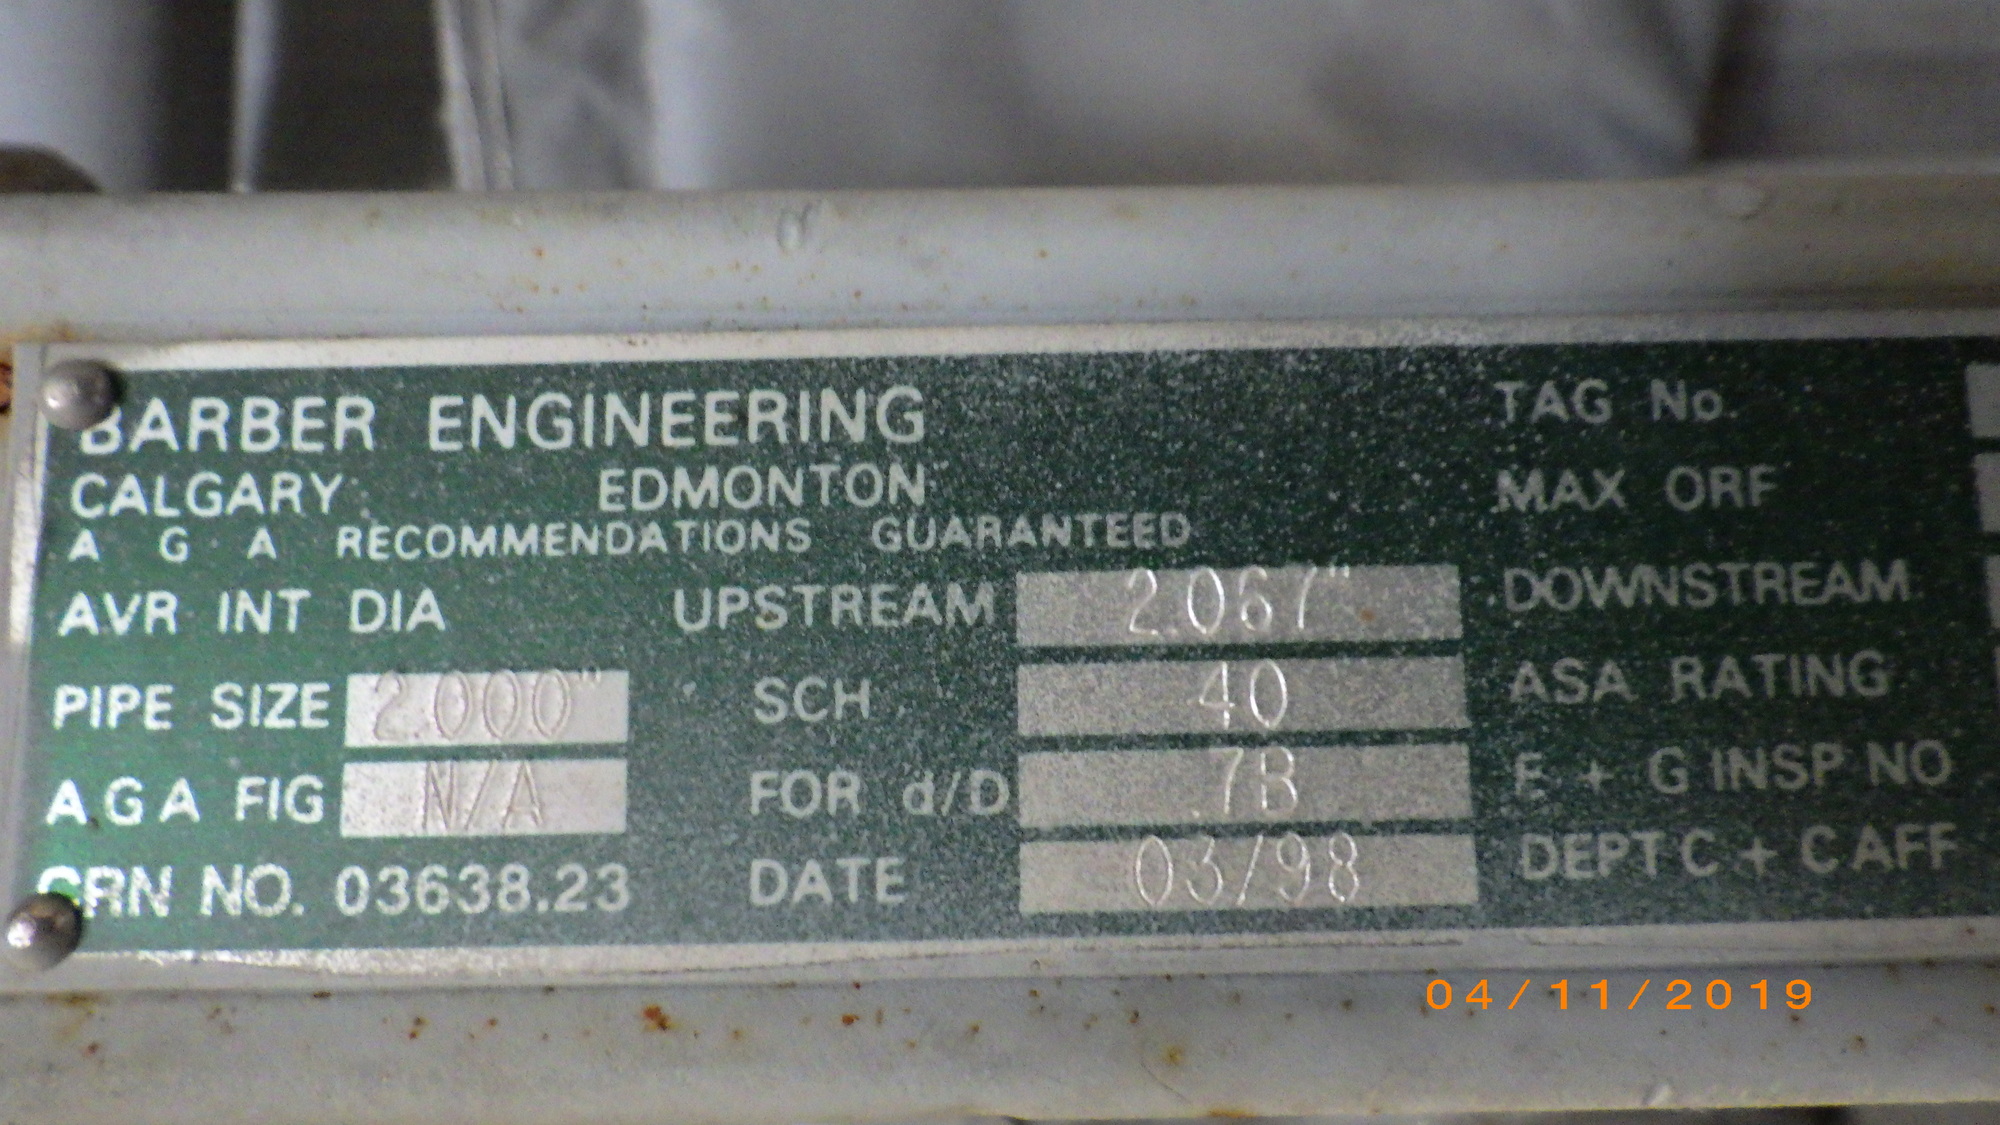 BARBER ENGINEERING TAG No.
CALGARY EDMONTON MAX ORF
A G A RECOMMENDATIONS GUARANTEED
AVR INT DIA UPSTREAM 2.067" DOWNSTREAM
PIPE SIZE 2.000" SCH 40 ASA RATING
A G A FIG N/A FOR d/D .7B E + G INSP NO
CRN NO. 03638.23 DATE 03/98 DEPT C + C AFF
04/11/2019